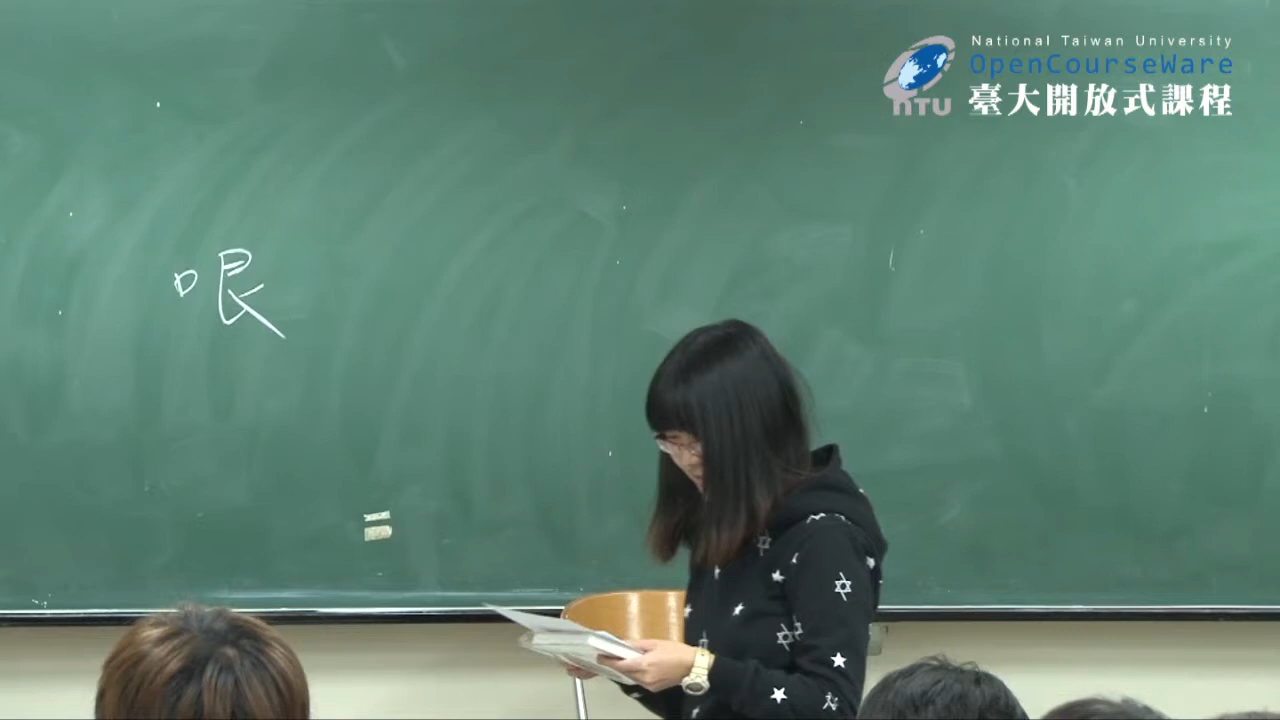 National Taiwan University
OpenCourseWare
臺大開放式課程
NTU
哏